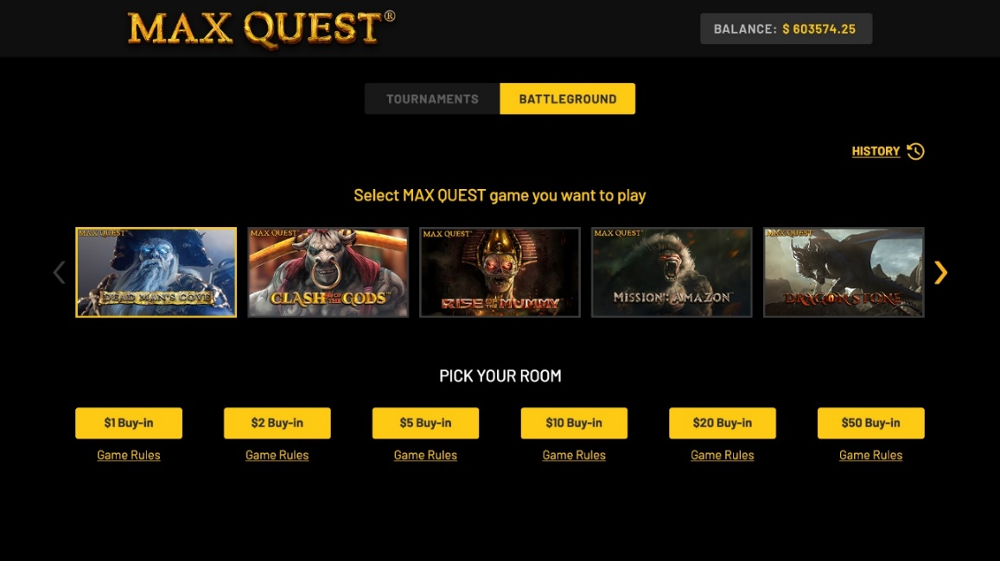 MAX QUEST®
BALANCE: $ 603574.25
TOURNAMENTS
BATTLEGROUND
HISTORY
Select MAX QUEST game you want to play
MAX QUEST
DEAD MAN'S COVE
MAX QUEST
CLASH OF THE GODS™
MAX QUEST
RISE OF THE MUMMY
MAX QUEST
MISSION: AMAZON
MAX QUEST
DRAGON STONE
PICK YOUR ROOM
$1 Buy-in
$2 Buy-in
$5 Buy-in
$10 Buy-in
$20 Buy-in
$50 Buy-in
Game Rules
Game Rules
Game Rules
Game Rules
Game Rules
Game Rules